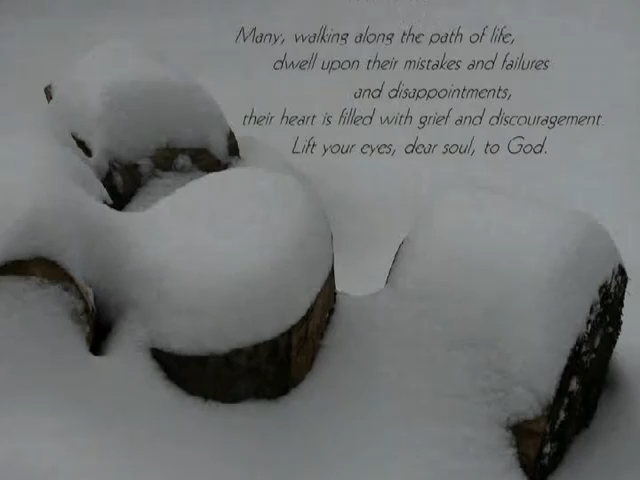 Many, walking along the path of life,
dwell upon their mistakes and failures
and disappointments,
their heart is filled with grief and discouragement.
Lift your eyes, dear soul, to God.